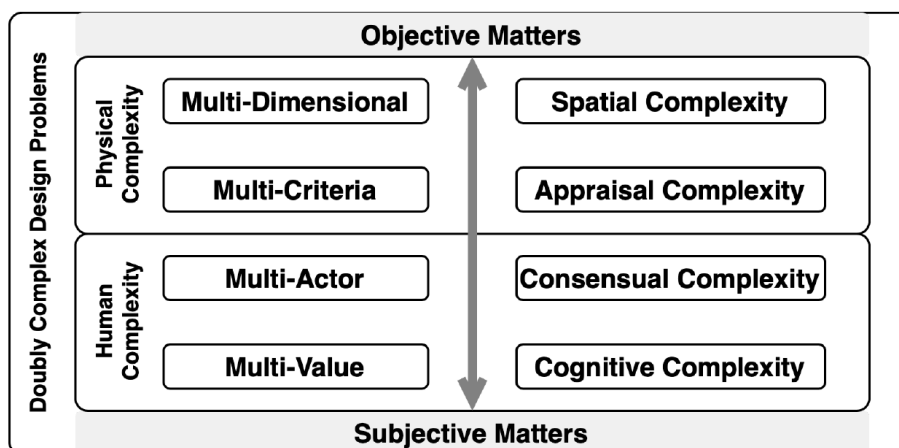 Doubly Complex Design Problems
Objective Matters
Physical
Complexity
Multi-Dimensional
Spatial Complexity
Multi-Criteria
Appraisal Complexity
Human
Complexity
Multi-Actor
Consensual Complexity
Multi-Value
Cognitive Complexity
Subjective Matters